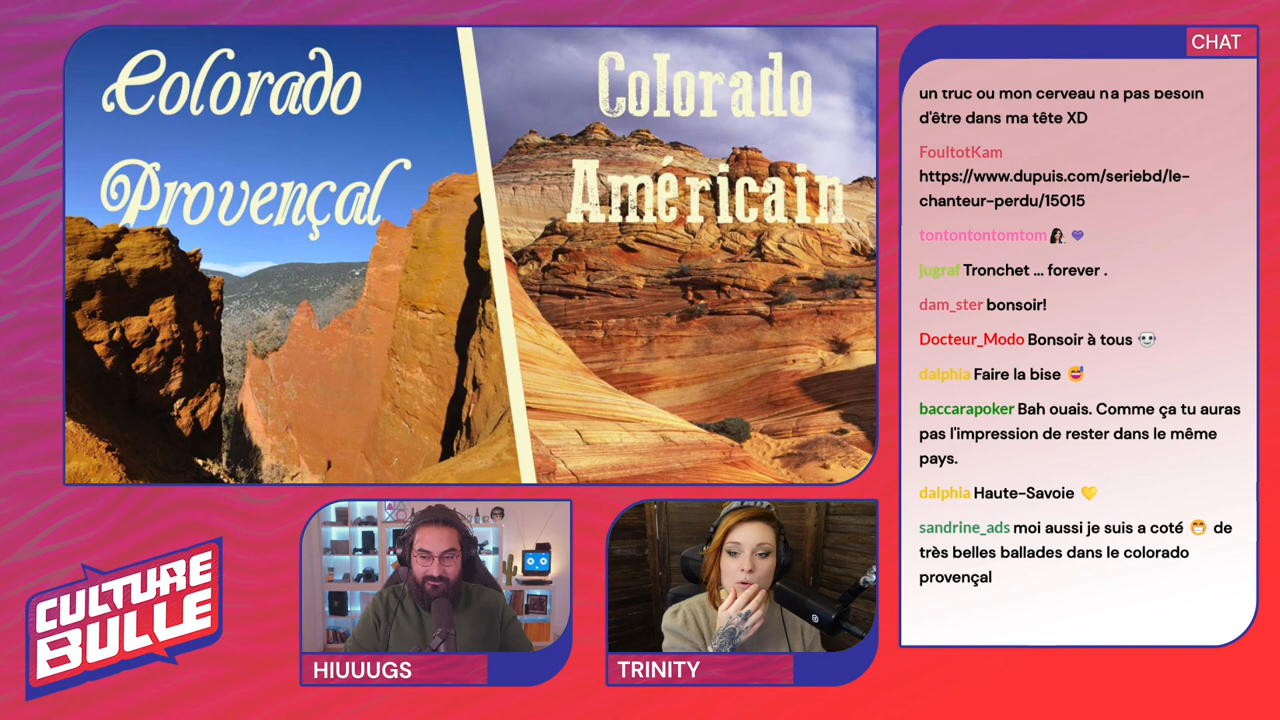 Colorado
Provençal
Colorado
Américain
CHAT
un truc ou mon cerveau n'a pas besoin
d'être dans ma tête XD
FoultotKam
https://www.dupuis.com/seriebd/le-
chanteur-perdu/15015
tontontontomtom
jugraf Tronchet ... forever .
dam_ster bonsoir!
Docteur_Modo Bonsoir à tous
dalphia Faire la bise 😅
baccarapoker Bah ouais. Comme ça tu auras
pas l'impression de rester dans le même
pays.
dalphia Haute-Savoie 💛
sandrine_ads moi aussi je suis a coté 😁 de
très belles ballades dans le colorado
provençal
CULTURE
BULLE
HIUUUGS
TRINITY